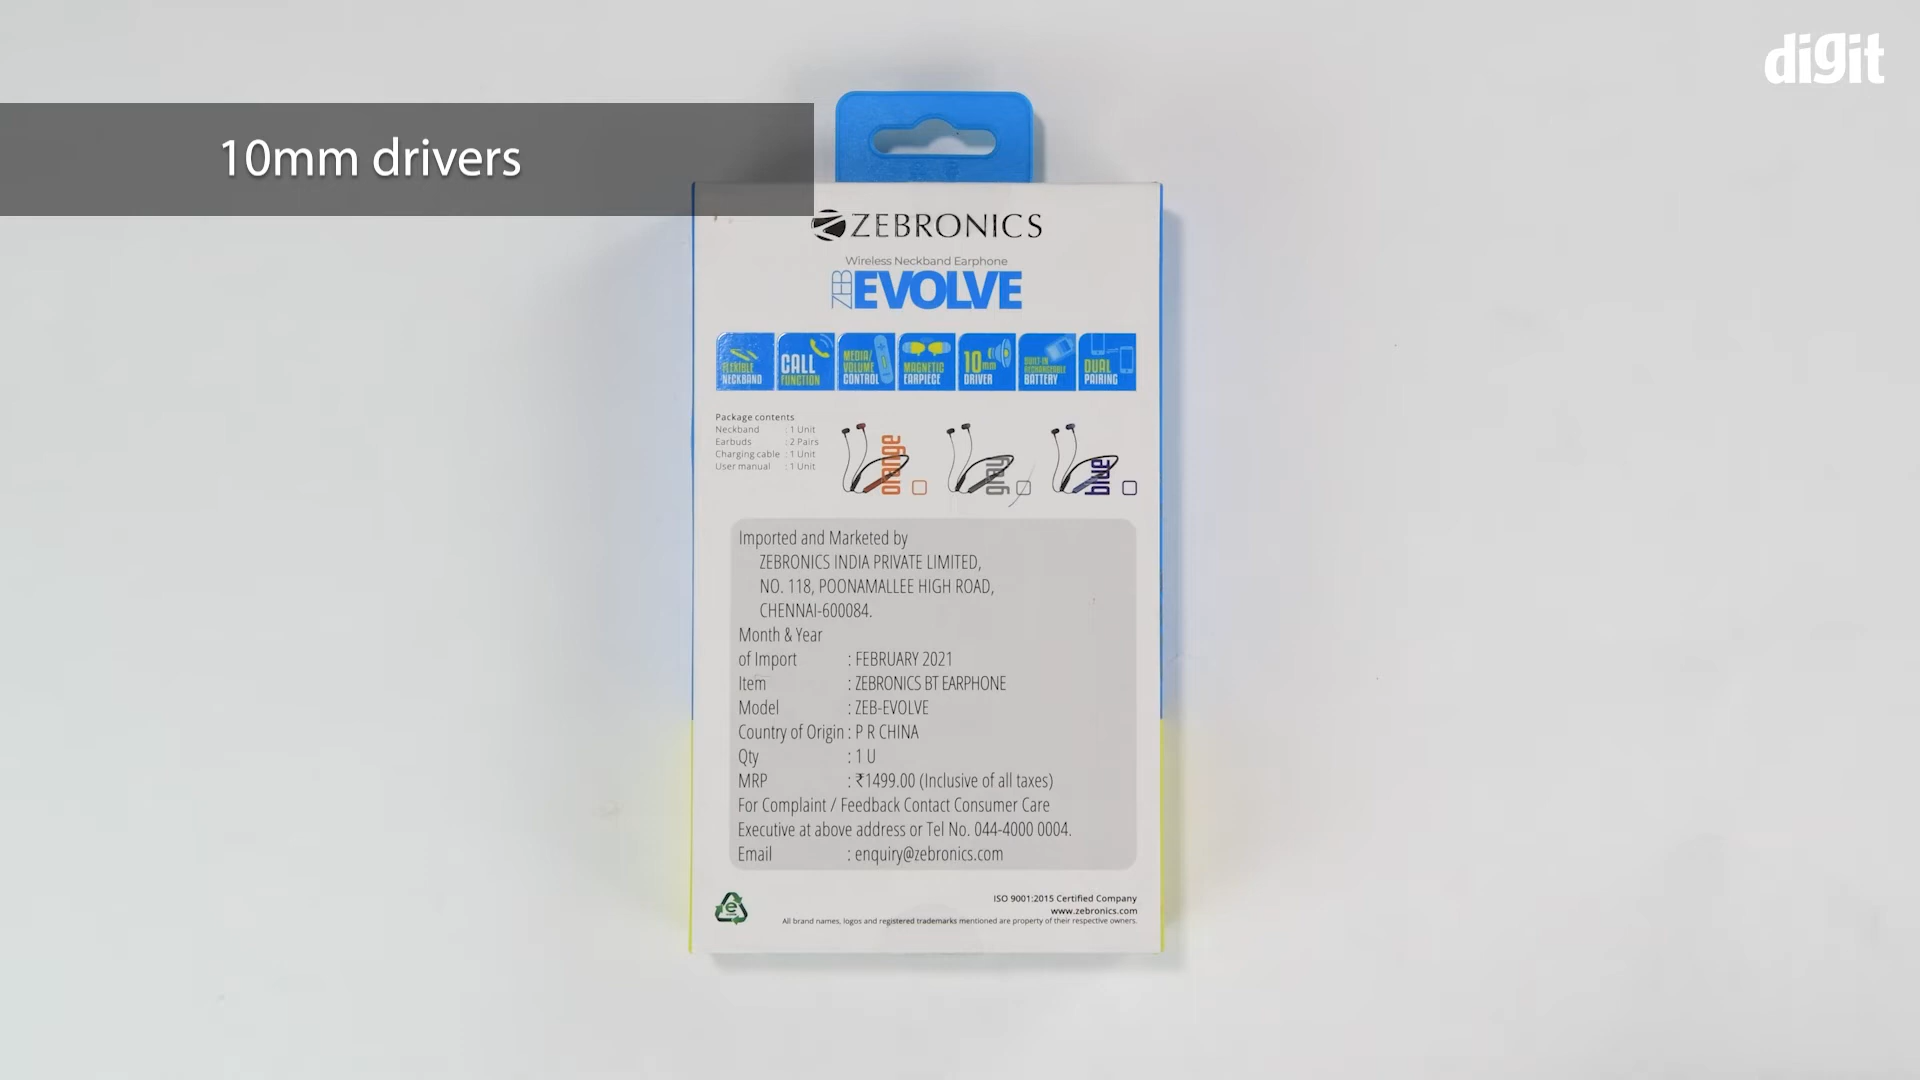 digit
10mm drivers
ZEBRONICS
Wireless Neckband Earphone
ZEB EVOLVE
FLEXIBLE NECKBAND
CALL FUNCTION
MEDIA/ VOLUME CONTROL
MAGNETIC EARPIECE
10mm DRIVER
BUILT-IN RECHARGEABLE BATTERY
DUAL PAIRING
Package contents
Neckband : 1 Unit
Earbuds : 2 Pairs
Charging cable : 1 Unit
User manual : 1 Unit
orange
gray
blue
Imported and Marketed by
ZEBRONICS INDIA PRIVATE LIMITED,
NO. 118, POONAMALLEE HIGH ROAD,
CHENNAI-600084.
Month & Year
of Import : FEBRUARY 2021
Item : ZEBRONICS BT EARPHONE
Model : ZEB-EVOLVE
Country of Origin : P R CHINA
Qty : 1 U
MRP : ₹1499.00 (Inclusive of all taxes)
For Complaint / Feedback Contact Consumer Care
Executive at above address or Tel No. 044-4000 0004.
Email : enquiry@zebronics.com
ISO 9001:2015 Certified Company
www.zebronics.com
All brand names, logos and registered trademarks mentioned are property of their respective owners.